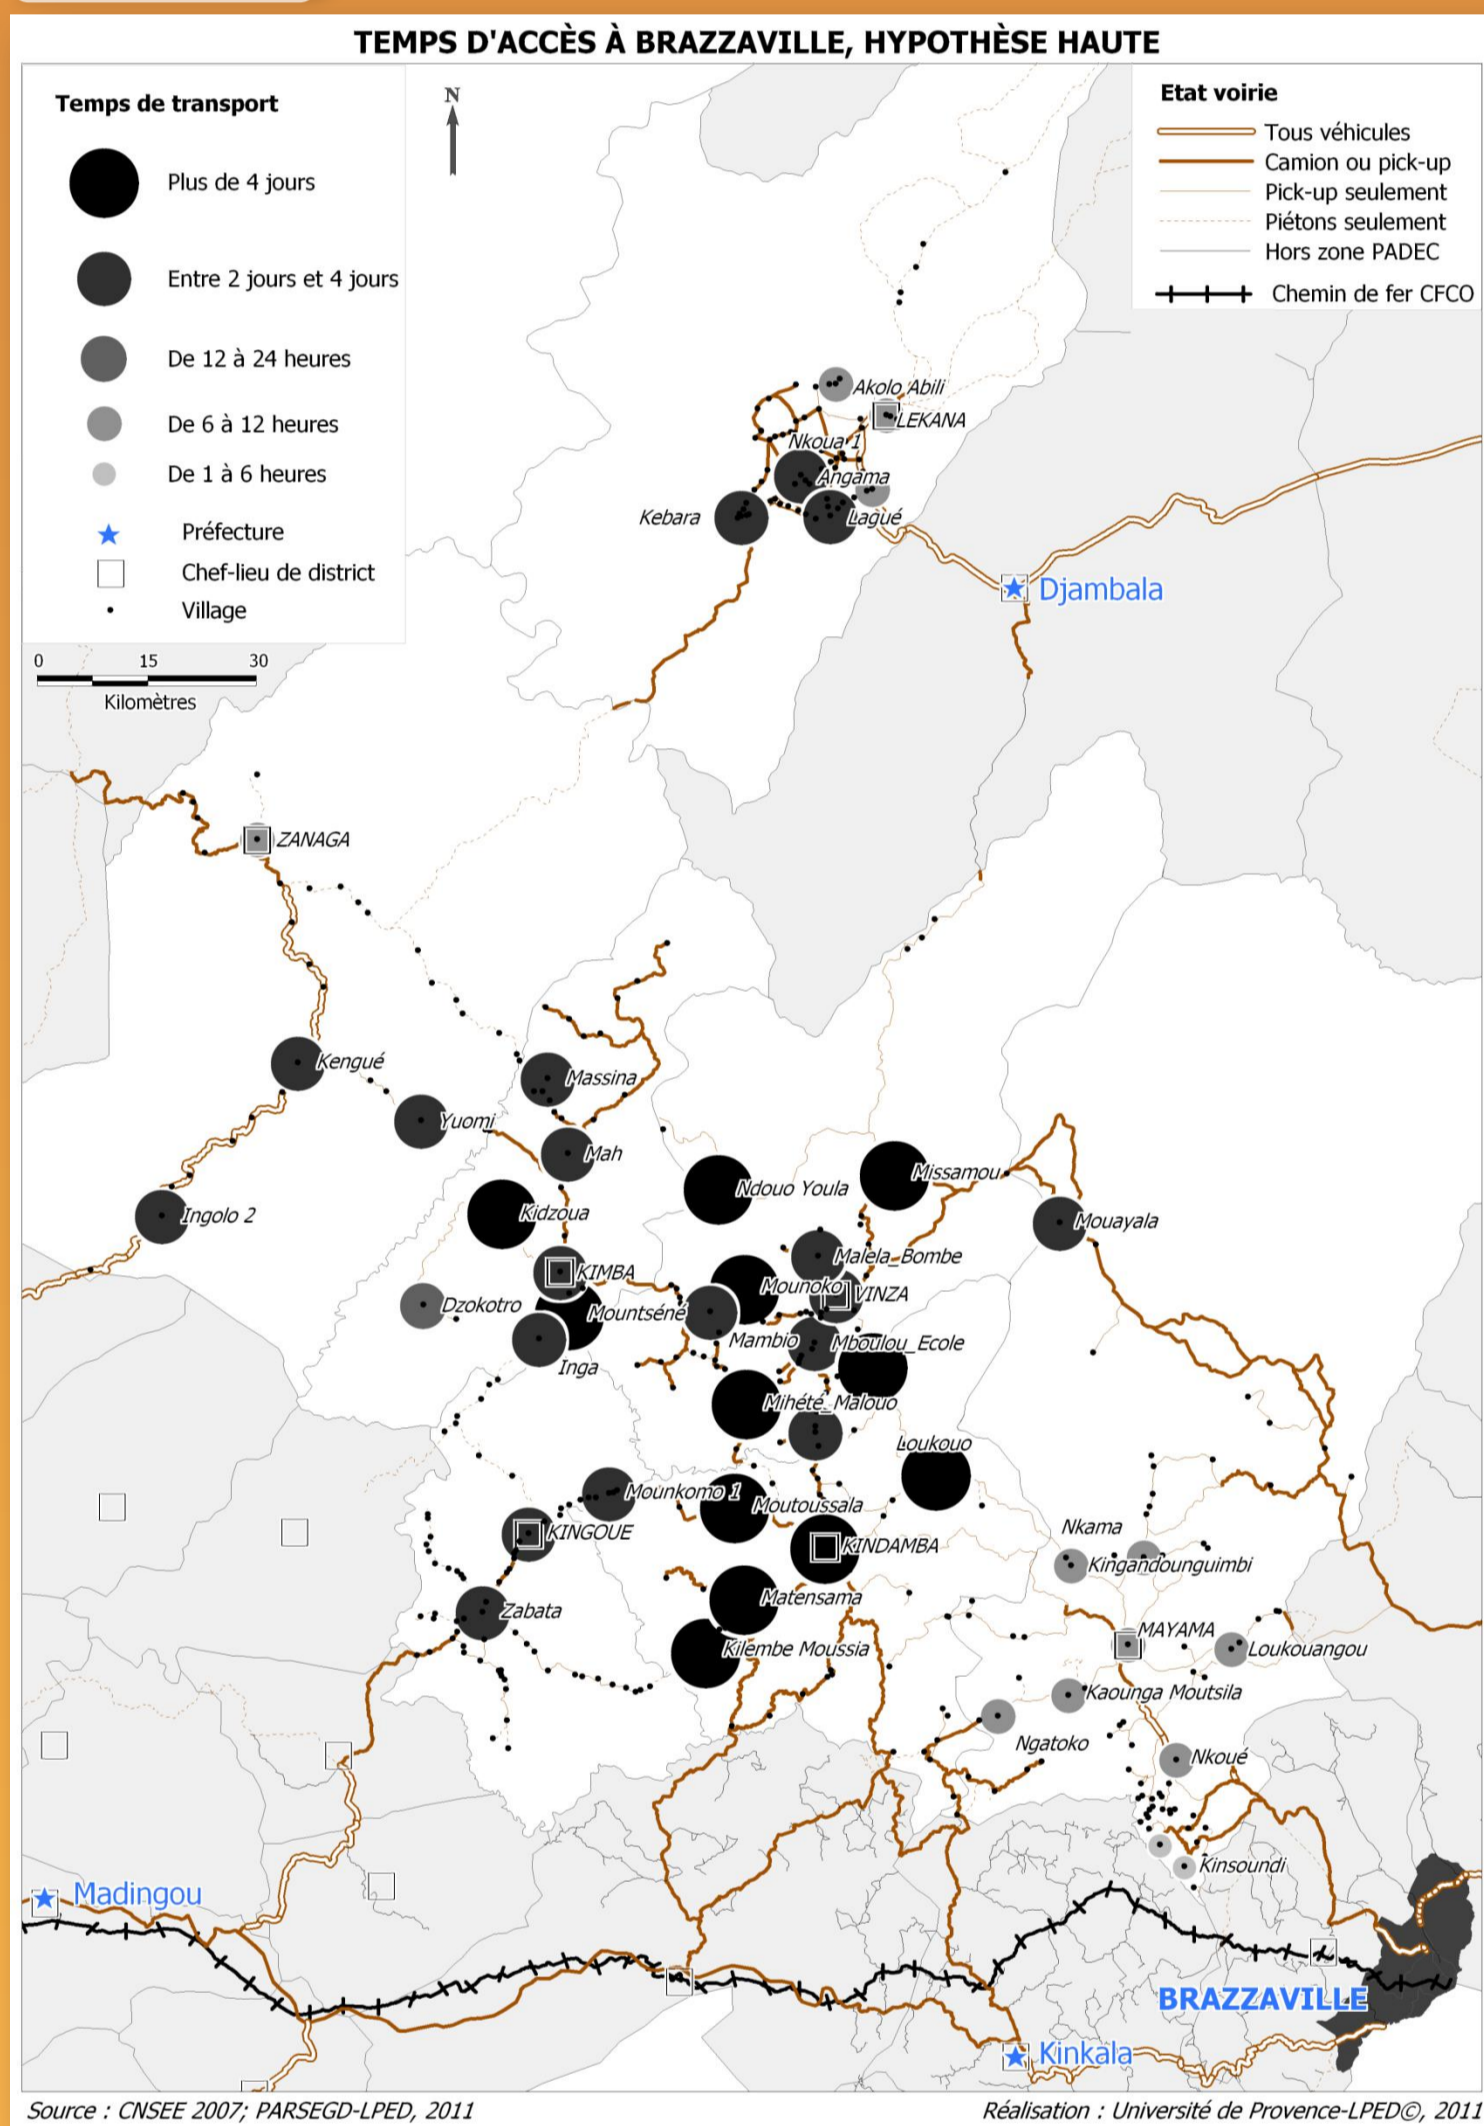 TEMPS D'ACCÈS À BRAZZAVILLE, HYPOTHÈSE HAUTE
Temps de transport
Plus de 4 jours
Entre 2 jours et 4 jours
De 12 à 24 heures
De 6 à 12 heures
De 1 à 6 heures
Préfecture
Chef-lieu de district
Village
0 15 30
Kilomètres
N
Etat voirie
Tous véhicules
Camion ou pick-up
Pick-up seulement
Piétons seulement
Hors zone PADEC
Chemin de fer CFCO
Akolo Abili
LEKANA
Nkoua 1
Angama
Kebara
Lagué
Djambala
ZANAGA
Kengué
Massina
Yuomi
Mah
Missamou
Ndouo Youla
Kidzoua
Ingolo 2
Mouayala
Malela_Bombe
KIMBA
Mounoko
VINZA
Dzokotro
Mountséné
Mambio
Mboulou_Ecole
Inga
Mihété_Malouo
Loukouo
Mounkomo 1
Moutoussala
KINGOUE
KINDAMBA
Nkama
Kingandounguimbi
Matensama
Zabata
MAYAMA
Kilembe Moussia
Loukouangou
Kaounga Moutsila
Ngatoko
Nkoué
Kinsoundi
Madingou
BRAZZAVILLE
Kinkala
Source : CNSEE 2007; PARSEGD-LPED, 2011
Réalisation : Université de Provence-LPED©, 2011